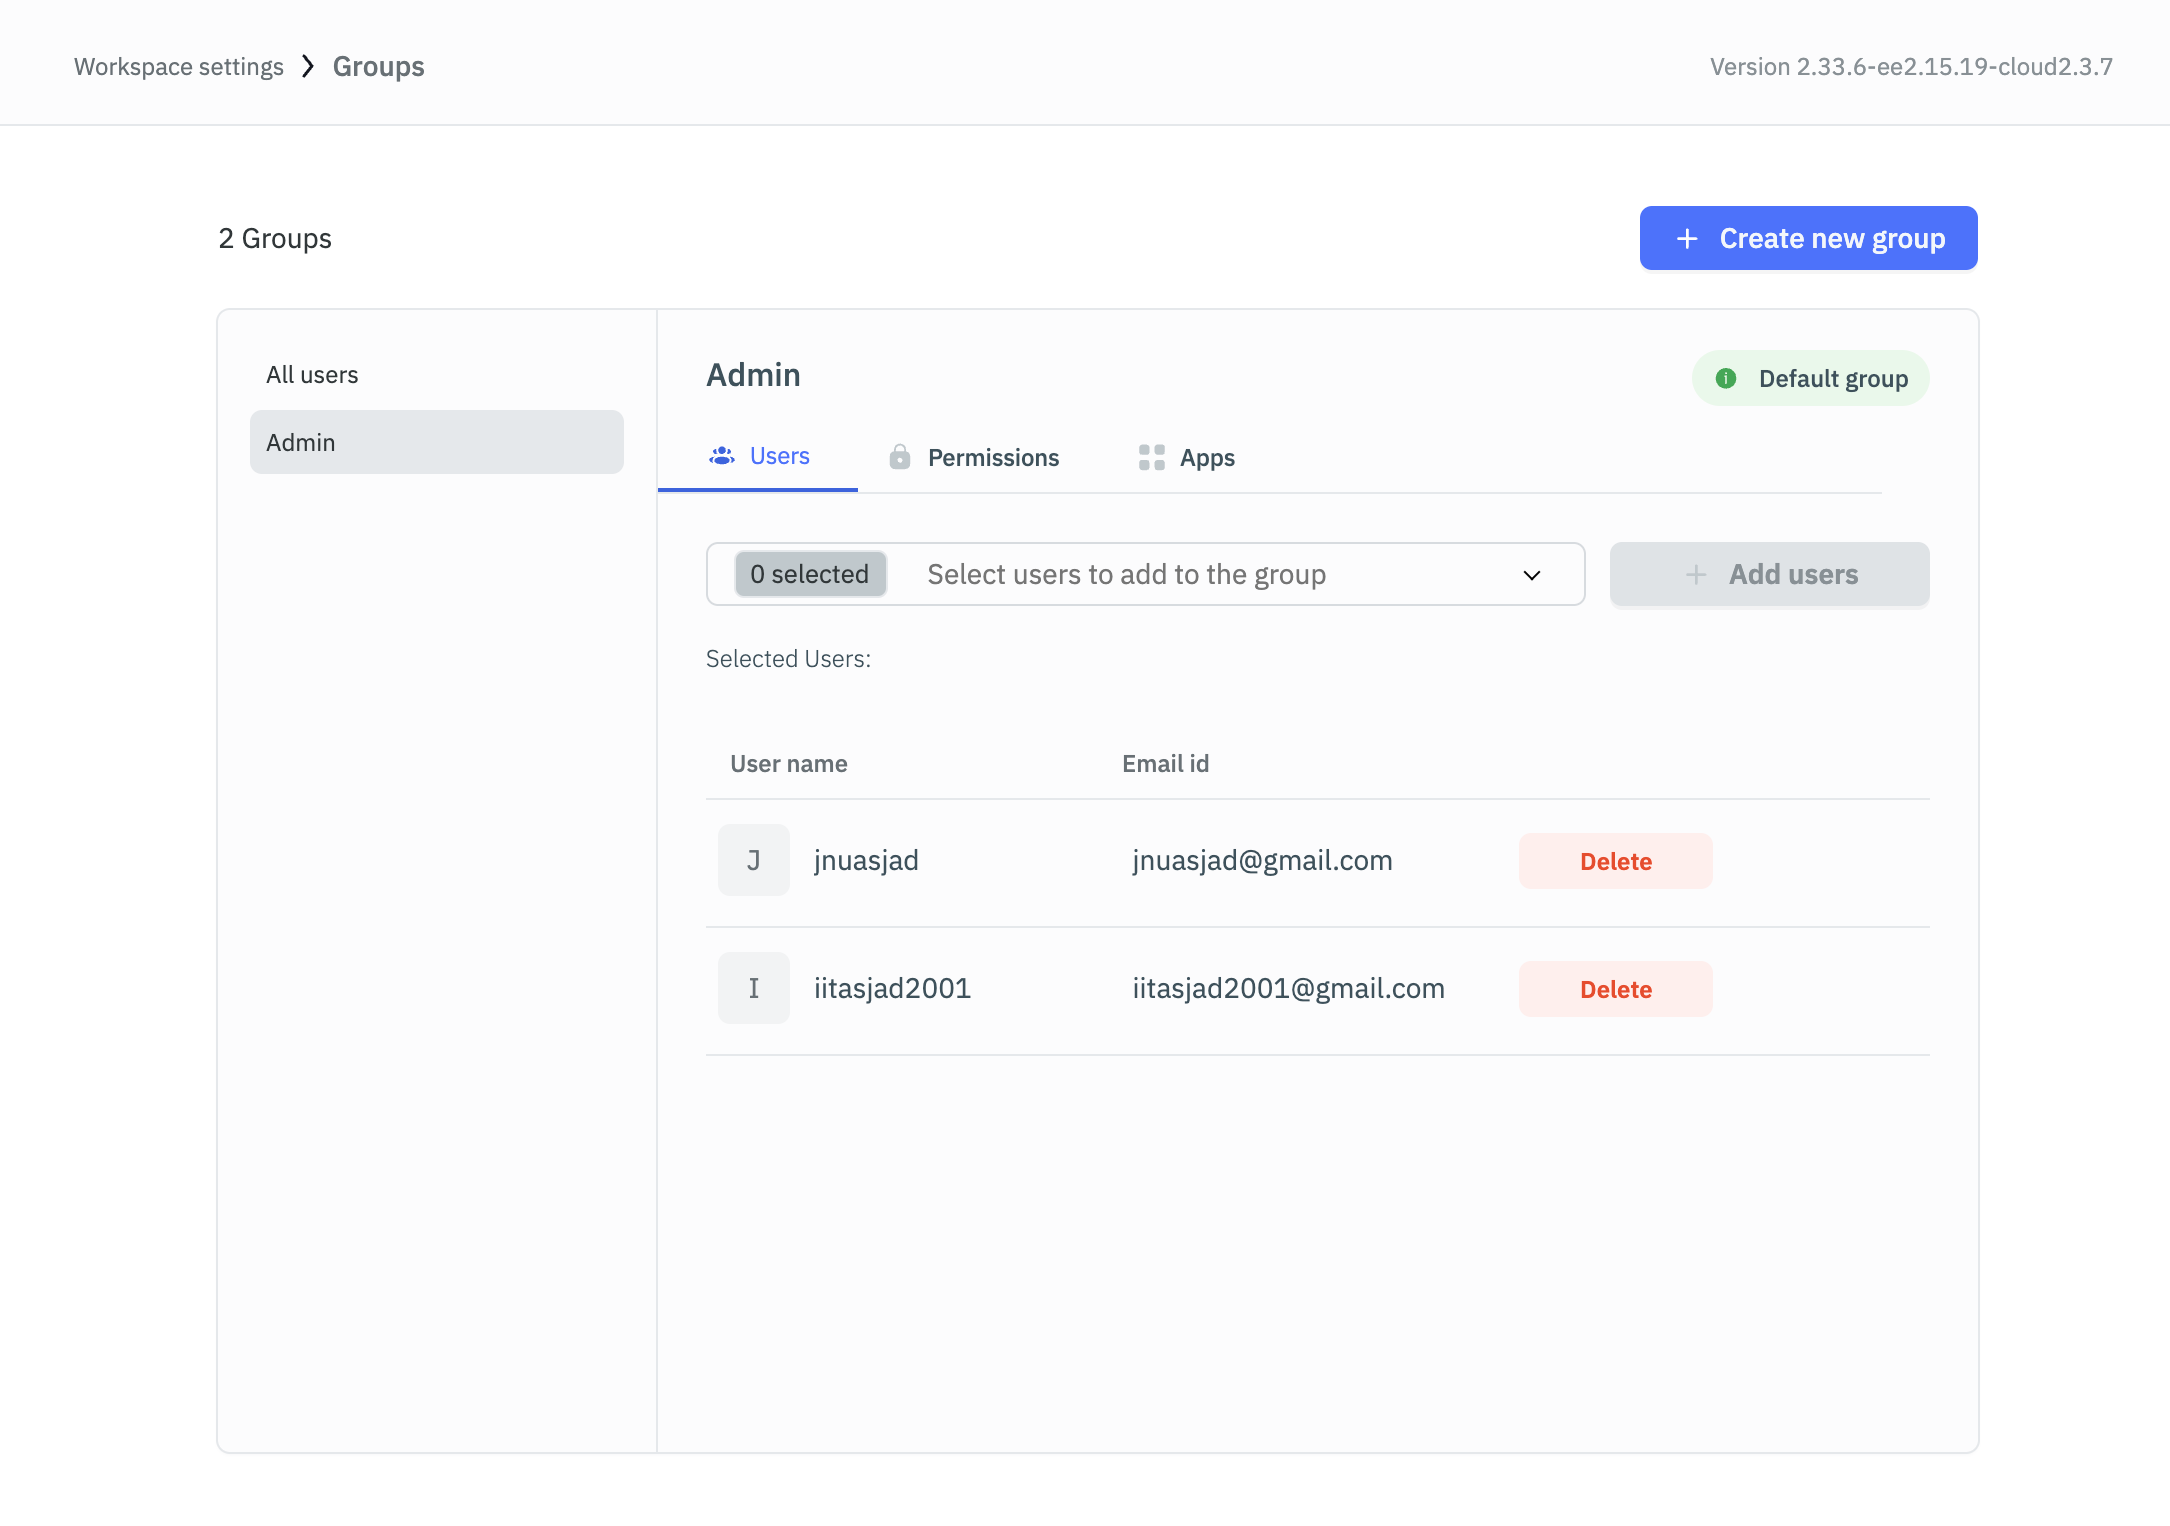 Workspace settings > Groups
Version 2.33.6-ee2.15.19-cloud2.3.7
2 Groups
+ Create new group
All users
Admin
Admin
i Default group
Users
Permissions
Apps
0 selected Select users to add to the group
+ Add users
Selected Users:
User name Email id
J jnuasjad jnuasjad@gmail.com Delete
I iitasjad2001 iitasjad2001@gmail.com Delete